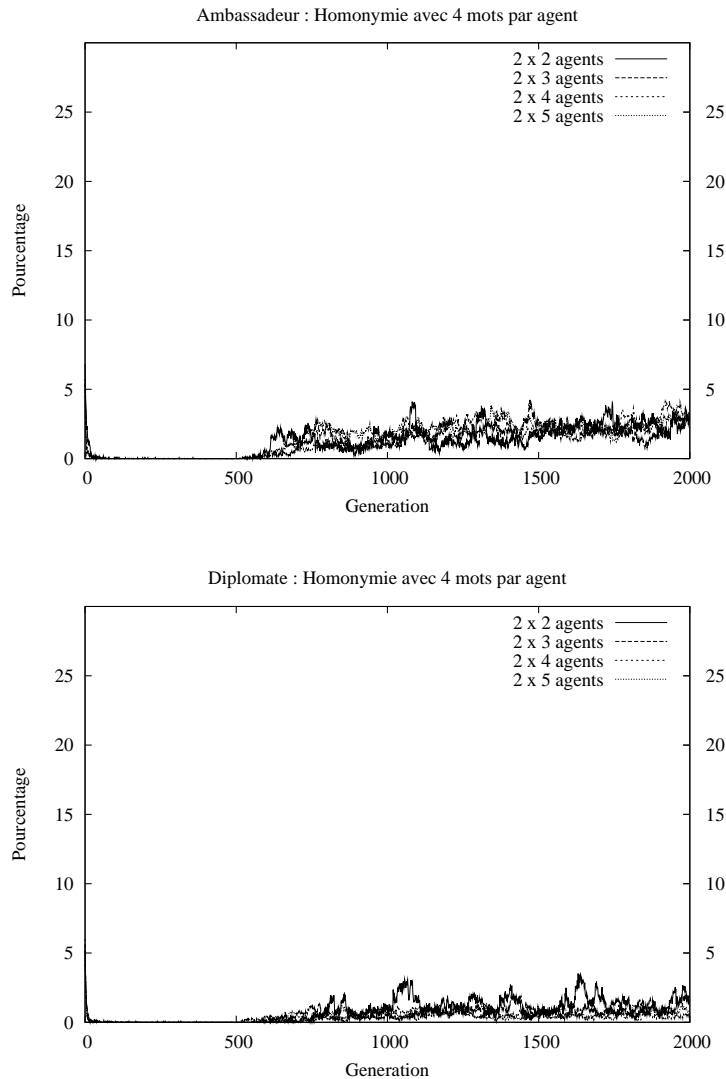 Ambassadeur : Homonymie avec 4 mots par agent
2 x 2 agents
2 x 3 agents
2 x 4 agents
2 x 5 agents
25 25
20 20
15 15
10 10
5 5
0 0
Pourcentage
0 500 1000 1500 2000
Generation
Diplomate : Homonymie avec 4 mots par agent
2 x 2 agents
2 x 3 agents
2 x 4 agents
2 x 5 agents
25 25
20 20
15 15
10 10
5 5
0 0
Pourcentage
0 500 1000 1500 2000
Generation